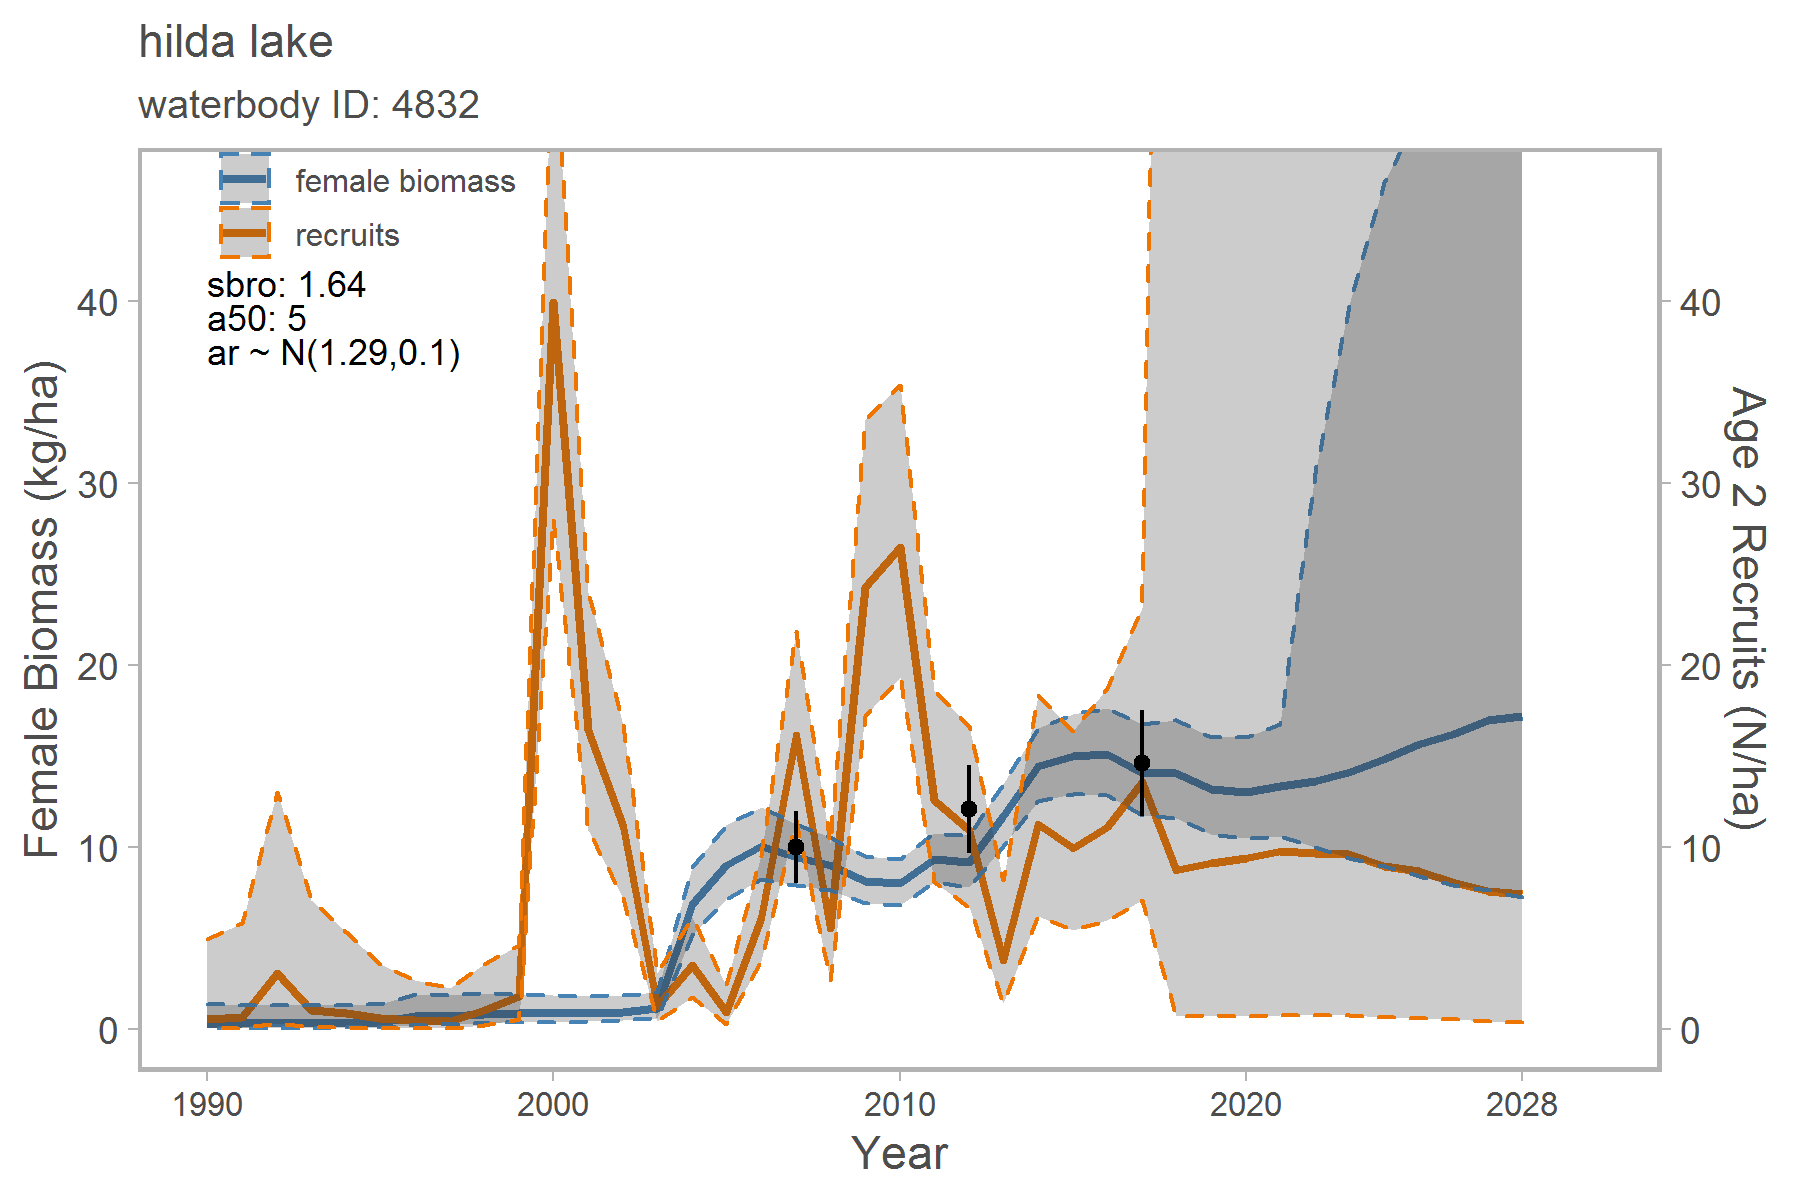 hilda lake
waterbody ID: 4832
female biomass
recruits
sbro: 1.64
a50: 5
ar ~ N(1.29,0.1)
Female Biomass (kg/ha)
40
30
20
10
0
40
30
20
10
0
Age 2 Recruits (N/ha)
1990
2000
2010
2020
2028
Year